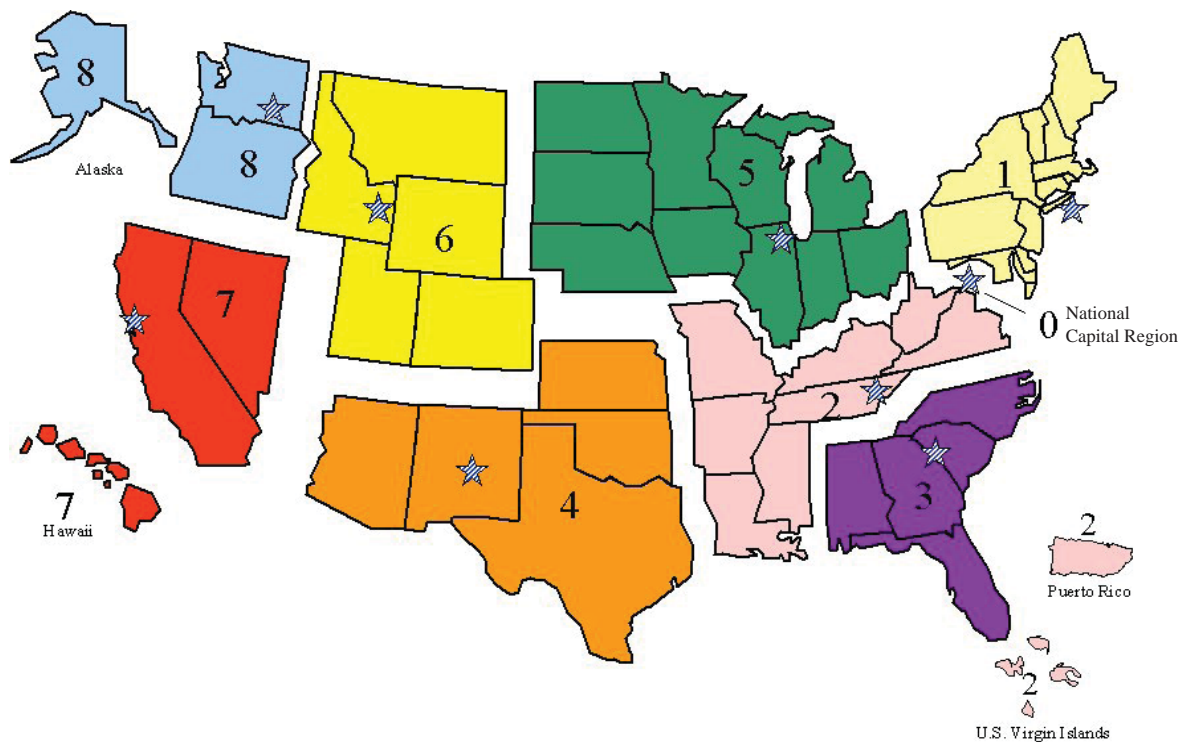 8
Alaska
8
6
5
1
7
0 National
Capital Region
2
7
Hawaii
4
3
2
Puerto Rico
2
U.S. Virgin Islands